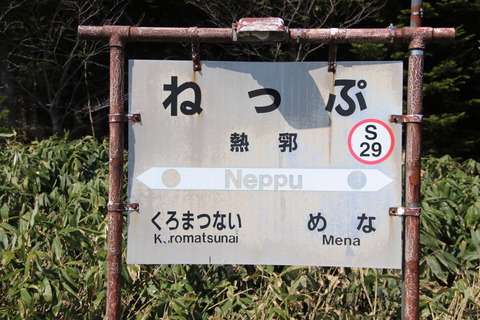 ねっぷ
熱郛
S
29
Neppu
くろまつない めな
Kuromatsunai Mena